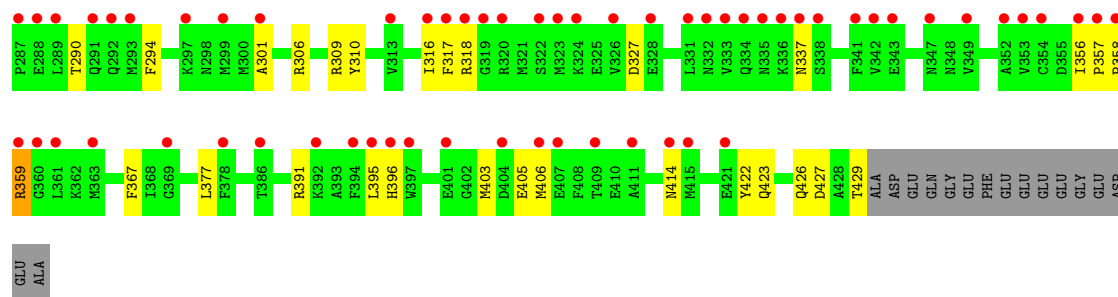 P287 E288 L289 T290 Q291 Q292 M293 F294 K297 N298 M299 M300 A301 R306 R309 Y310 V313 I316 F317 R318 G319 R320 M321 S322 M323 K324 E325 V326 D327 E328 L331 N332 V333 Q334 N335 K336 N337 S338 F341 V342 E343 N347 N348 V349 A352 V353 C354 D355 I356 P357 P358
R359 G360 L361 K362 M363 F367 I368 G369 L377 F378 T386 R391 K392 A393 F394 L395 H396 W397 E401 G402 M403 D404 E405 M406 E407 F408 T409 E410 A411 N414 M415 E421 Y422 Q423 Q426 D427 A428 T429 ALA ASP GLU GLN GLY GLU PHE GLU GLU GLU GLU GLY GLU ASP
GLU ALA